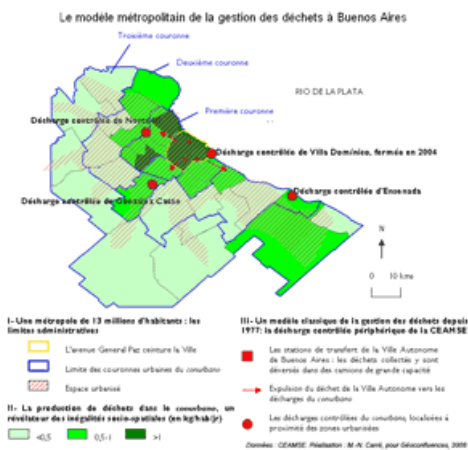 Le modèle métropolitain de la gestion des déchets à Buenos Aires
Troisième couronne
Deuxième couronne
RIO DE LA PLATA
Première couronne
Décharge contrôlée de Norte III
Décharge contrôlée de Villa Dominico, fermée en 2004
Décharge contrôlée d'Ensenada
Décharge contrôlée de Gonzalez Catan
N
0 10 kms
I- Une métropole de 13 millions d'habitants : les
limites administratives
L'avenue General Paz ceinture la Ville
Limite des couronnes urbaines du conurbano
Espace urbanisé
II- La production de déchets dans le conurbano, un
révélateur des inégalités socio-spatiales (en kg/hab/jr)
<0,5
0,5-1
>1
III- Un modèle classique de la gestion des déchets depuis
1977: la décharge contrôlée périphérique de la CEAMSE
Les stations de transfert de la Ville Autonome
de Buenos Aires : les déchets collectés y sont
déversés dans des camions de grande capacité
Expulsion du déchet de la Ville Autonome vers les
décharges du conurbano
Les décharges contrôlées du conurbano, localisées à
proximité des zones urbanisées
Données : CEAMSE. Réalisation : M.-N. Carré, pour Géoconfluences, 2009